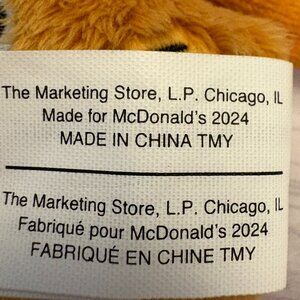 The Marketing Store, L.P. Chicago, IL
Made for McDonald's 2024
MADE IN CHINA TMY
The Marketing Store, L.P. Chicago, IL
Fabriqué pour McDonald's 2024
FABRIQUÉ EN CHINE TMY